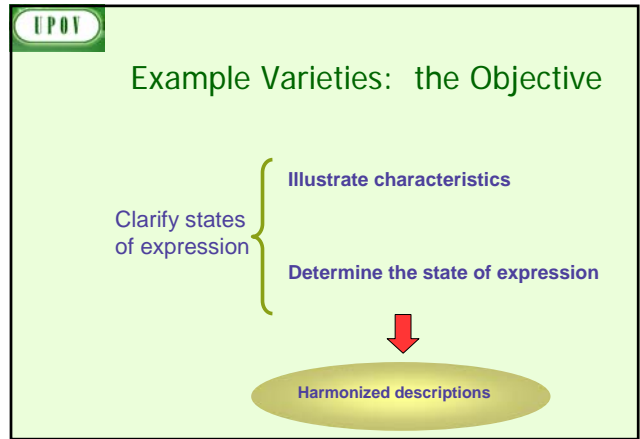 UPOV
Example Varieties: the Objective
Illustrate characteristics
Clarify states
of expression
Determine the state of expression
Harmonized descriptions